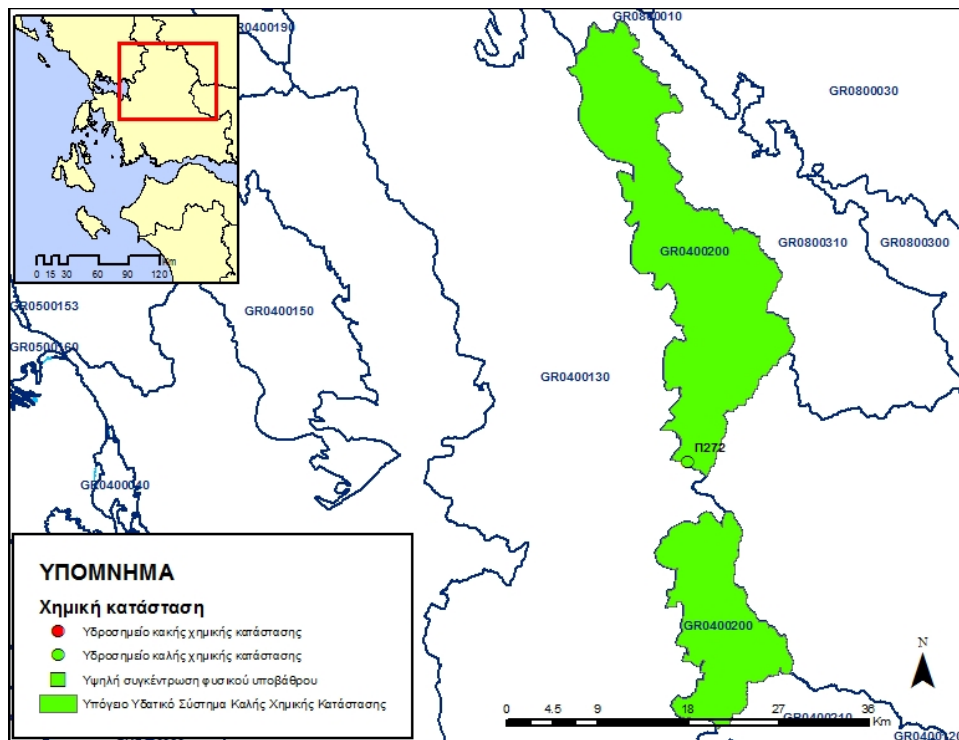 GR0800010
GR0400190
GR0800030
GR0400200
GR0800310
GR0800300
Km
0 15 30 60 90 120
GR0500153
GR0400150
GR0500160
GR0400130
Π272
GR0400040
ΥΠΟΜΝΗΜΑ
Χημική κατάσταση
Υδροσημείο κακής χημικής κατάστασης
Υδροσημείο καλής χημικής κατάστασης
Υψηλή συγκέντρωση φυσικού υποβάθρου
Υπόγειο Υδατικό Σύστημα Καλής Χημικής Κατάστασης
GR0400200
N
0 4.5 9 18 27 36
Km
GR0400210
GR0400120